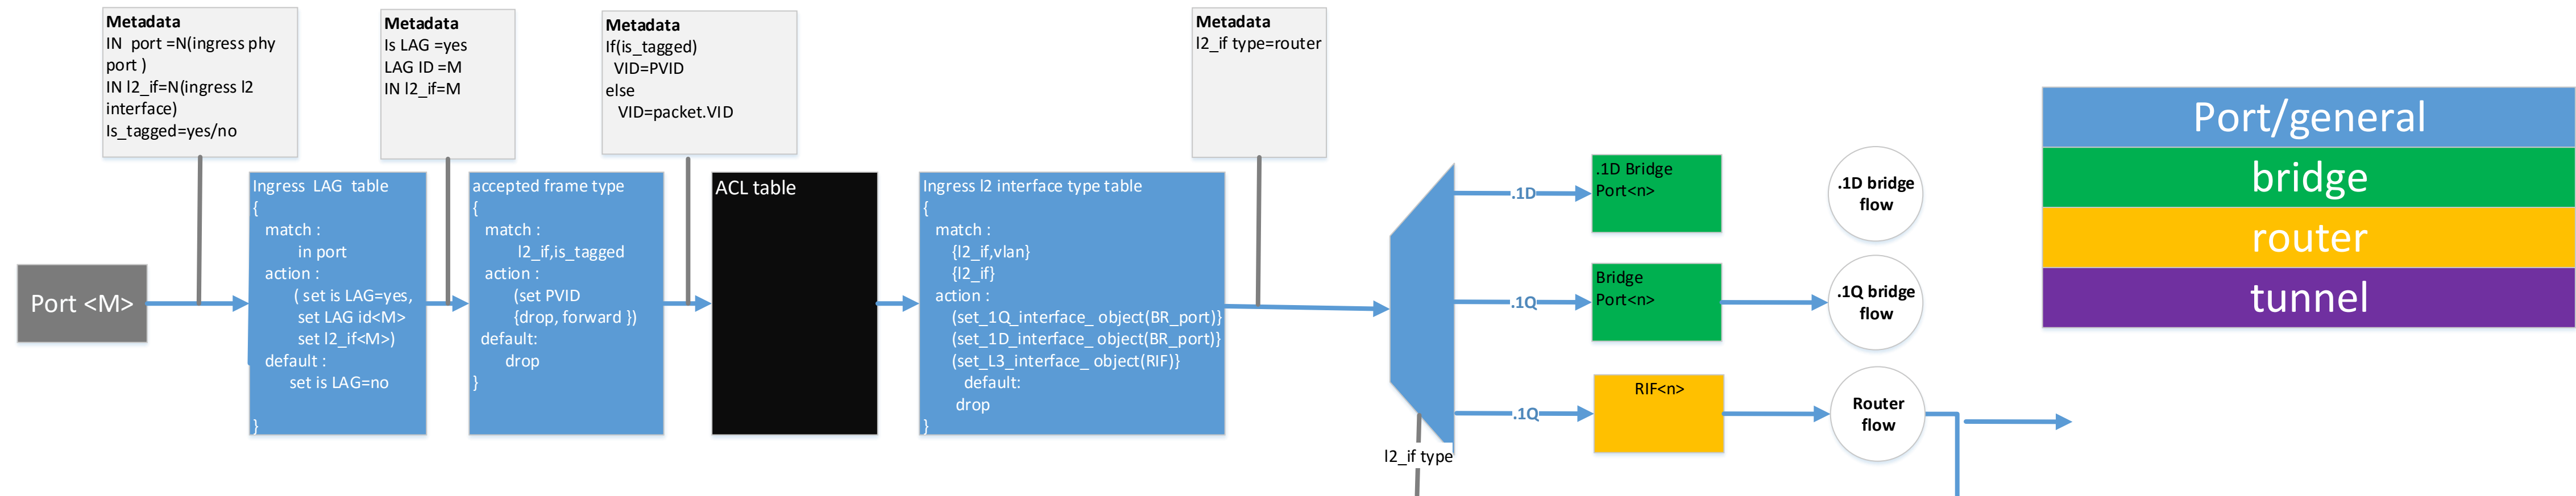 Metadata
IN port =N(ingress phy
port )
IN l2_if=N(ingress l2
interface)
Is_tagged=yes/no
Metadata
Is LAG =yes
LAG ID =M
IN l2_if=M
Metadata
If(is_tagged)
VID=PVID
else
VID=packet.VID
Metadata
l2_if type=router
Port <M>
Ingress LAG table
{
match :
in port
action :
( set is LAG=yes,
set LAG id<M>
set l2_if<M>)
default :
set is LAG=no
}
accepted frame type
{
match :
l2_if,is_tagged
action :
(set PVID
{drop, forward })
default:
drop
}
ACL table
Ingress l2 interface type table
{
match :
{l2_if,vlan}
{l2_if}
action :
(set_1Q_interface_ object(BR_port)}
(set_1D_interface_ object(BR_port)}
(set_L3_interface_ object(RIF)}
default:
drop
}
l2_if type
.1D
.1D Bridge
Port<n>
.1D bridge
flow
.1Q
Bridge
Port<n>
.1Q bridge
flow
.1Q
RIF<n>
Router
flow
Port/general
bridge
router
tunnel